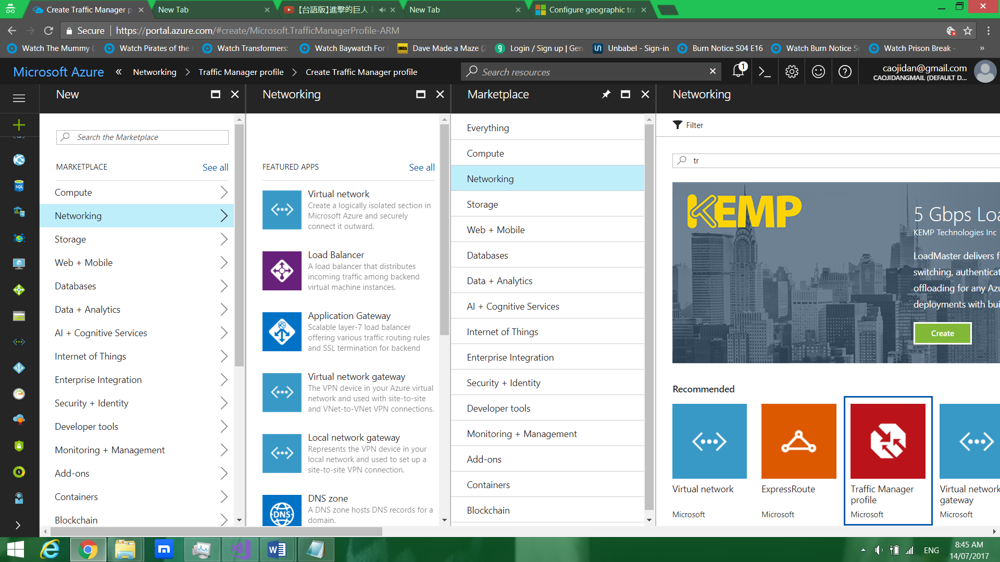 Create Traffic Manager p
New Tab
【台語版】進擊的巨人
New Tab
Configure geographic tra
Secure
https://portal.azure.com/#create/Microsoft.TrafficManagerProfile-ARM
Watch The Mummy (
Watch Pirates of the
Watch Transformers:
Watch Baywatch For
IMDb
Dave Made a Maze (2
Login / Sign up | Gen
Unbabel - Sign-in
Burn Notice S04 E16
Watch Burn Notice S
Watch Prison Break -
»
Microsoft Azure
«
Networking
Traffic Manager profile
Create Traffic Manager profile
Search resources
1
caojidan@gmail.com
CAOJIDANGMAIL (DEFAULT D...
New
Search the Marketplace
MARKETPLACE
See all
Compute
Networking
Storage
Web + Mobile
Databases
Data + Analytics
AI + Cognitive Services
Internet of Things
Enterprise Integration
Security + Identity
Developer tools
Monitoring + Management
Add-ons
Containers
Blockchain
SQL
Networking
FEATURED APPS
See all
Virtual network
Create a logically isolated section in
Microsoft Azure and securely
connect it outward.
Load Balancer
A load balancer that distributes
incoming traffic among backend
virtual machine instances.
Application Gateway
Scalable layer-7 load balancer
offering various traffic routing rules
and SSL termination for backend
Virtual network gateway
The VPN device in your Azure virtual
network and used with site-to-site
and VNet-to-VNet VPN connections.
Local network gateway
Represents the VPN device in your
local network and used to set up a
site-to-site VPN connection.
DNS
DNS zone
A DNS zone hosts DNS records for a
domain.
Marketplace
Everything
Compute
Networking
Storage
Web + Mobile
Databases
Data + Analytics
AI + Cognitive Services
Internet of Things
Enterprise Integration
Security + Identity
Developer tools
Monitoring + Management
Add-ons
Containers
Blockchain
Networking
Filter
tr
KEMP
5 Gbps Loa
KEMP Technologies Inc
LoadMaster delivers f
switching, authenticat
offloading for any Azu
deployments with bui
Create
Recommended
Virtual network
Microsoft
ExpressRoute
Microsoft
Traffic Manager
profile
Microsoft
Virtual network
gateway
Microsoft
ENG
8:45 AM
14/07/2017